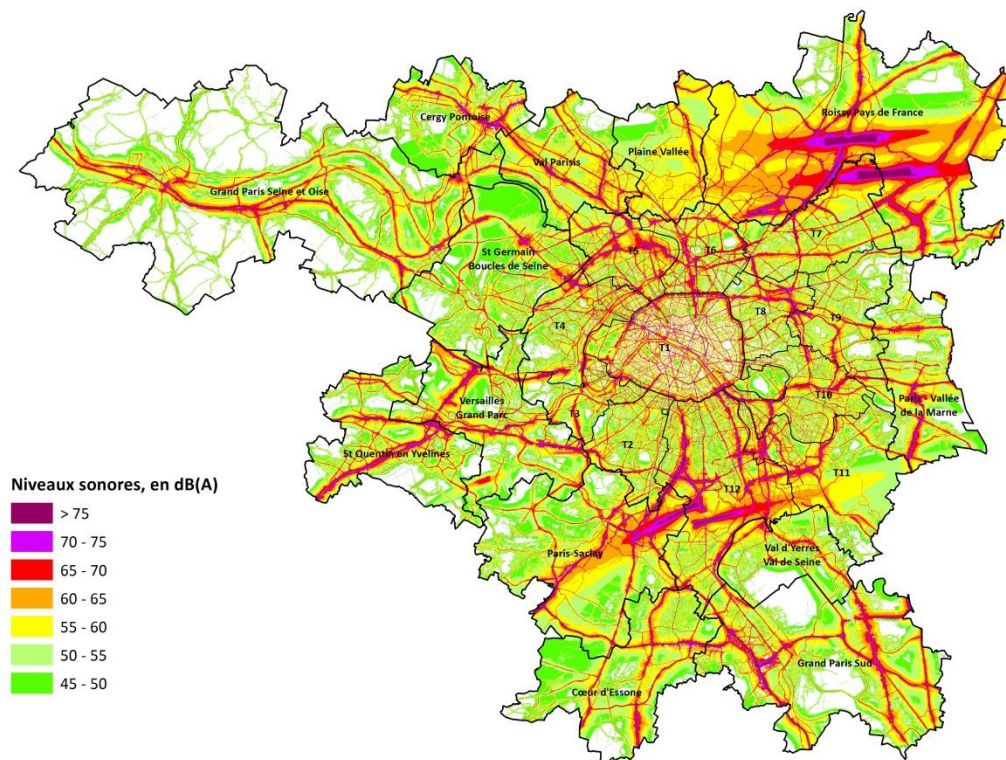 Cergy Pontoise
Roissy Pays de France
Val Parisis
Plaine Vallée
Grand Paris Seine et Oise
St Germain
Boucles de Seine
T5
T6
T7
T4
T1
T8
T9
Versailles
Grand Parc
T3
T2
T10
Paris - Vallée
de la Marne
St Quentin en Yvelines
T12
T11
Paris-Saclay
Val d'Yerres
Val de Seine
Grand Paris Sud
Cœur d'Essone
Niveaux sonores, en dB(A)
> 75
70 - 75
65 - 70
60 - 65
55 - 60
50 - 55
45 - 50